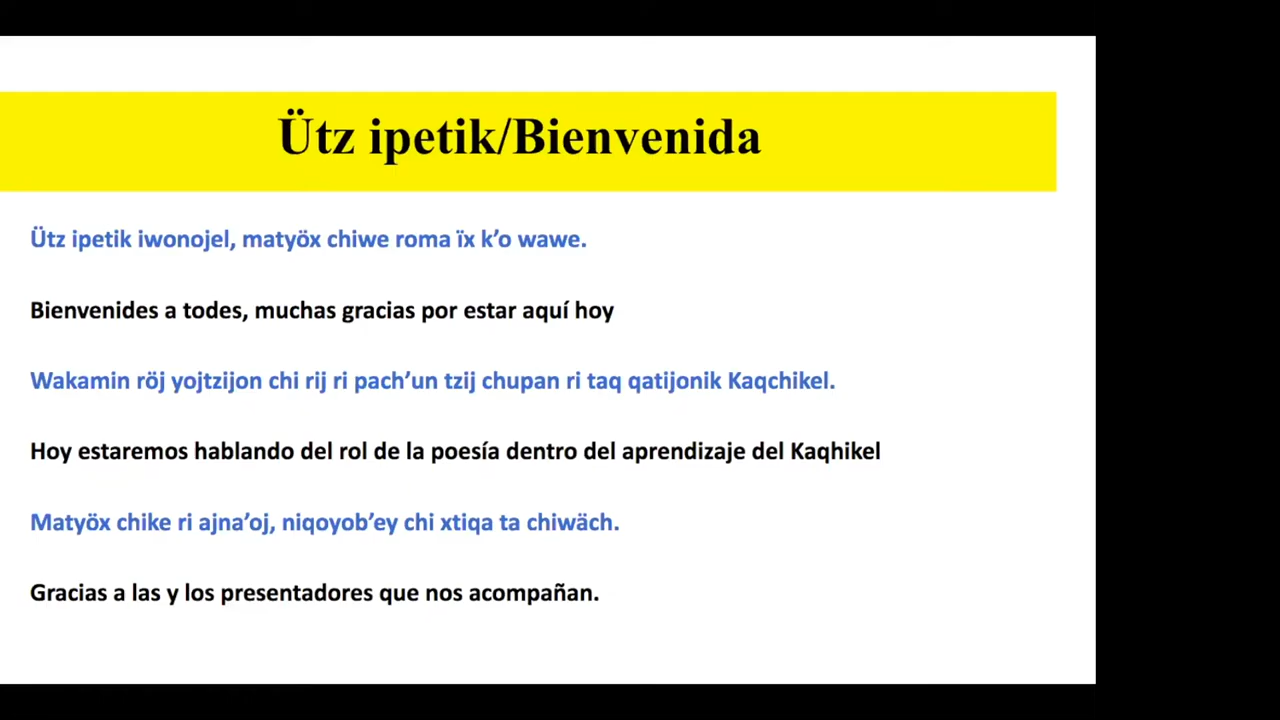 Ütz ipetik/Bienvenida
Ütz ipetik iwonojel, matyöx chiwe roma ïx k’o wawe.
Bienvenides a todes, muchas gracias por estar aquí hoy
Wakamin röj yojtzijon chi rij ri pach’un tzij chupan ri taq qatijonik Kaqchikel.
Hoy estaremos hablando del rol de la poesía dentro del aprendizaje del Kaqhikel
Matyöx chike ri ajna’oj, niqoyob’ey chi xtiqa ta chiwäch.
Gracias a las y los presentadores que nos acompañan.